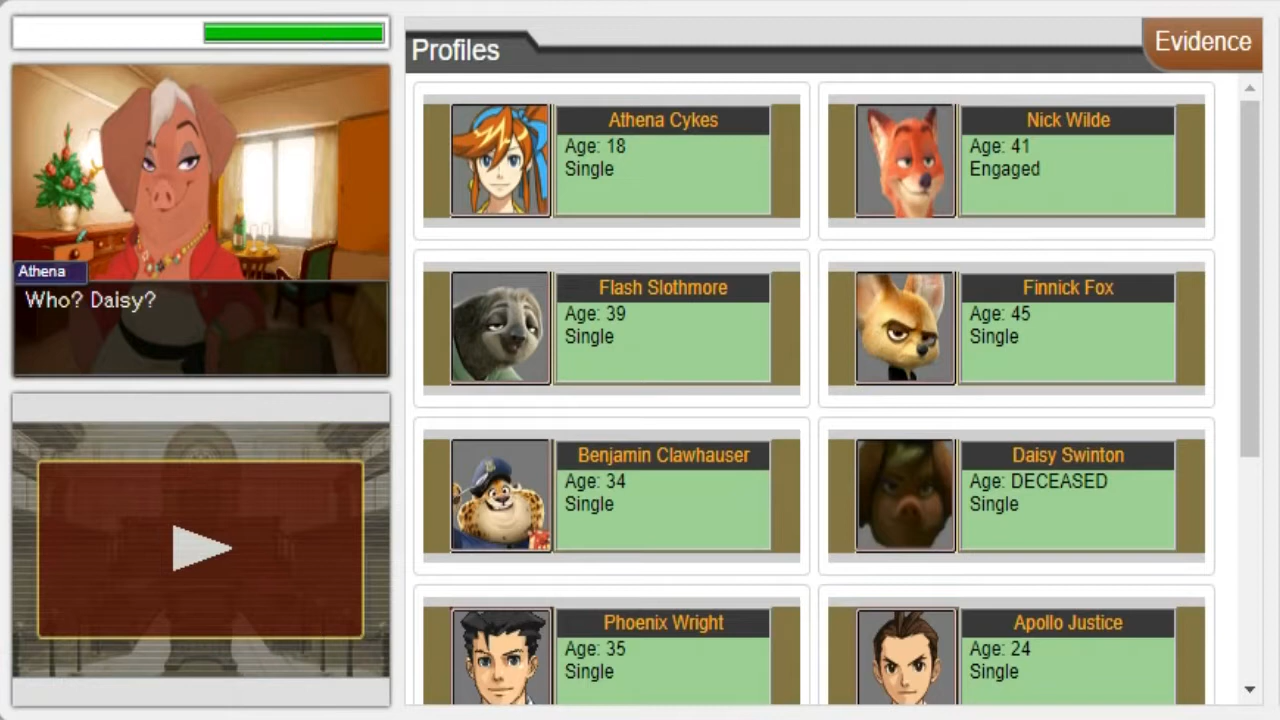 Profiles
Evidence
Athena
Who? Daisy?
Athena Cykes
Age: 18
Single
Nick Wilde
Age: 41
Engaged
Flash Slothmore
Age: 39
Single
Finnick Fox
Age: 45
Single
Benjamin Clawhauser
Age: 34
Single
Daisy Swinton
Age: DECEASED
Single
Phoenix Wright
Age: 35
Single
Apollo Justice
Age: 24
Single